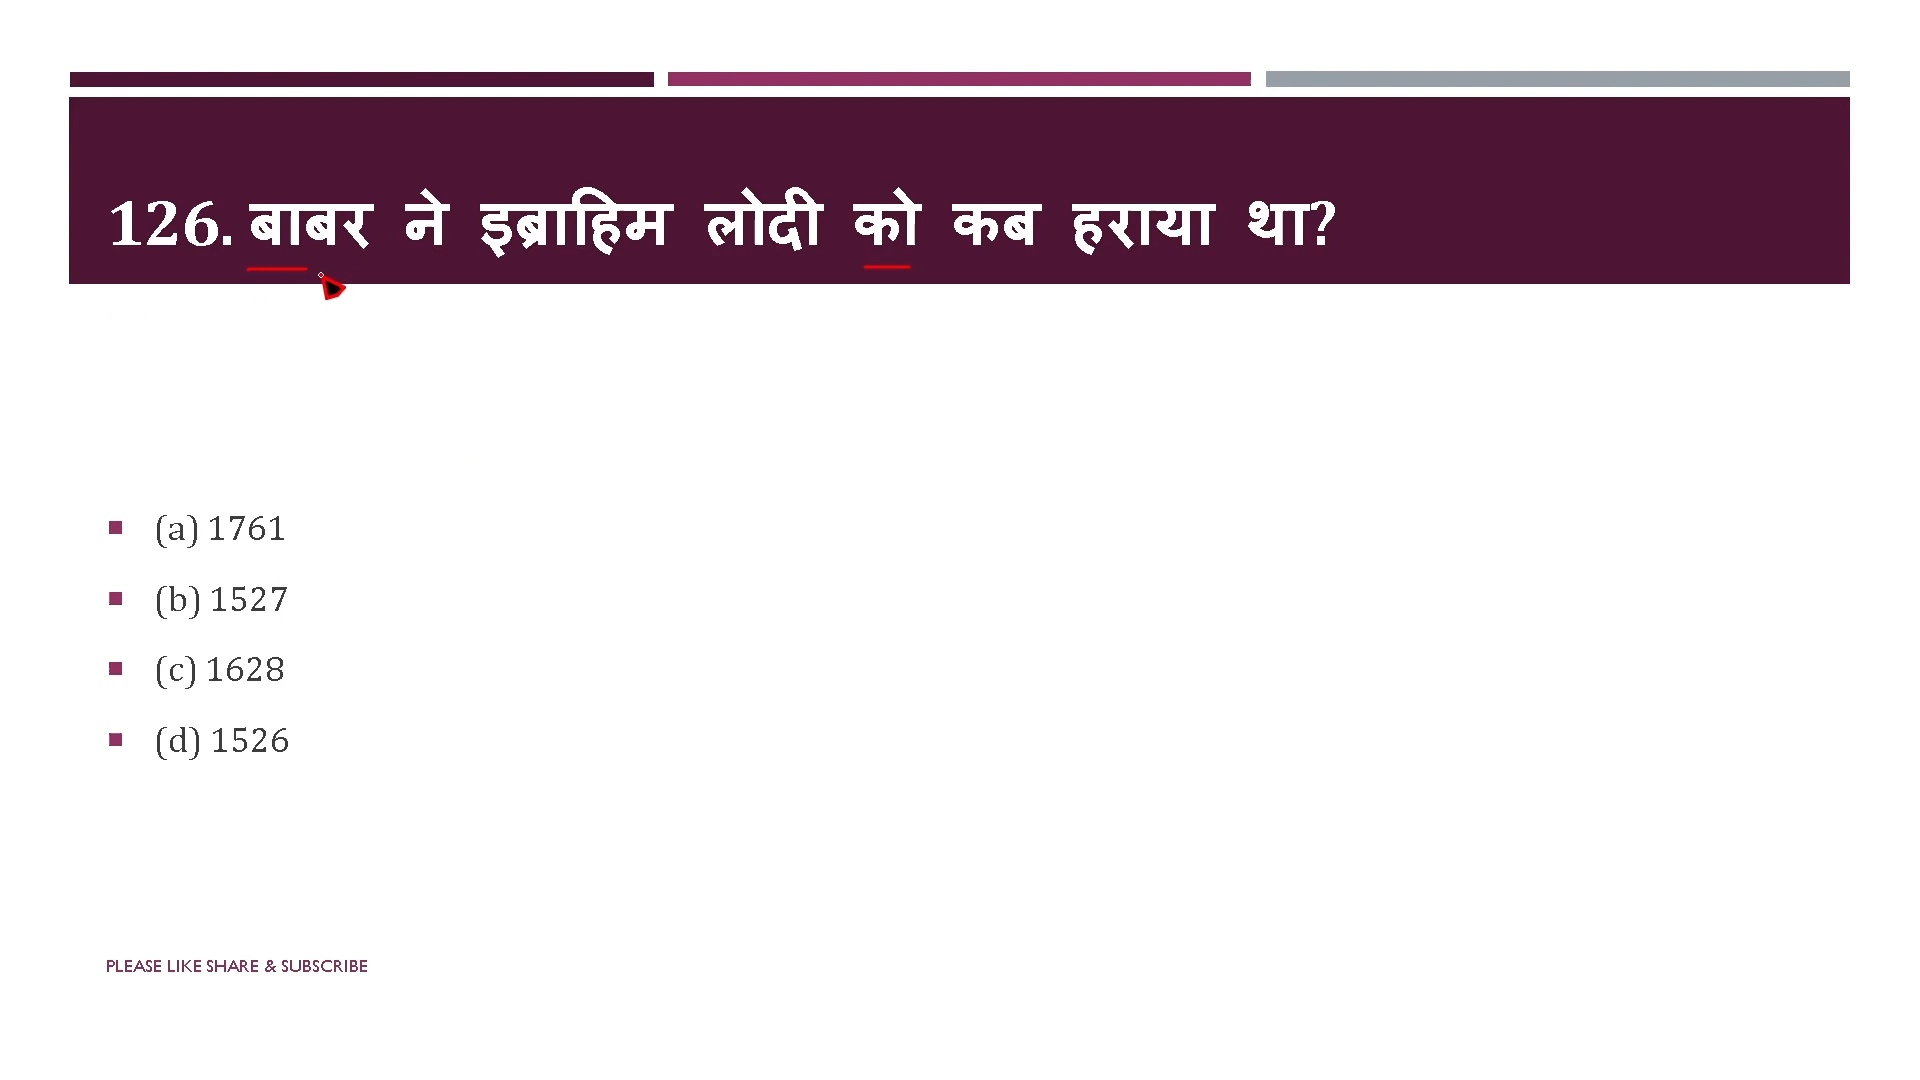 126. बाबर ने इब्राहिम लोदी को कब हराया था?
(a) 1761
(b) 1527
(c) 1628
(d) 1526
PLEASE LIKE SHARE & SUBSCRIBE